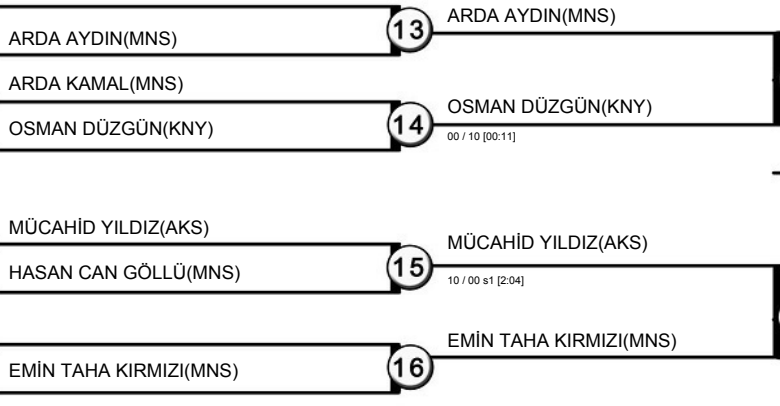 ARDA AYDIN(MNS)
13
ARDA AYDIN(MNS)
ARDA KAMAL(MNS)
OSMAN DÜZGÜN(KNY)
14
OSMAN DÜZGÜN(KNY)
00 / 10 [00:11]
MÜCAHİD YILDIZ(AKS)
HASAN CAN GÖLLÜ(MNS)
15
MÜCAHİD YILDIZ(AKS)
10 / 00 s1 [2:04]
EMİN TAHA KIRMIZI(MNS)
16
EMİN TAHA KIRMIZI(MNS)